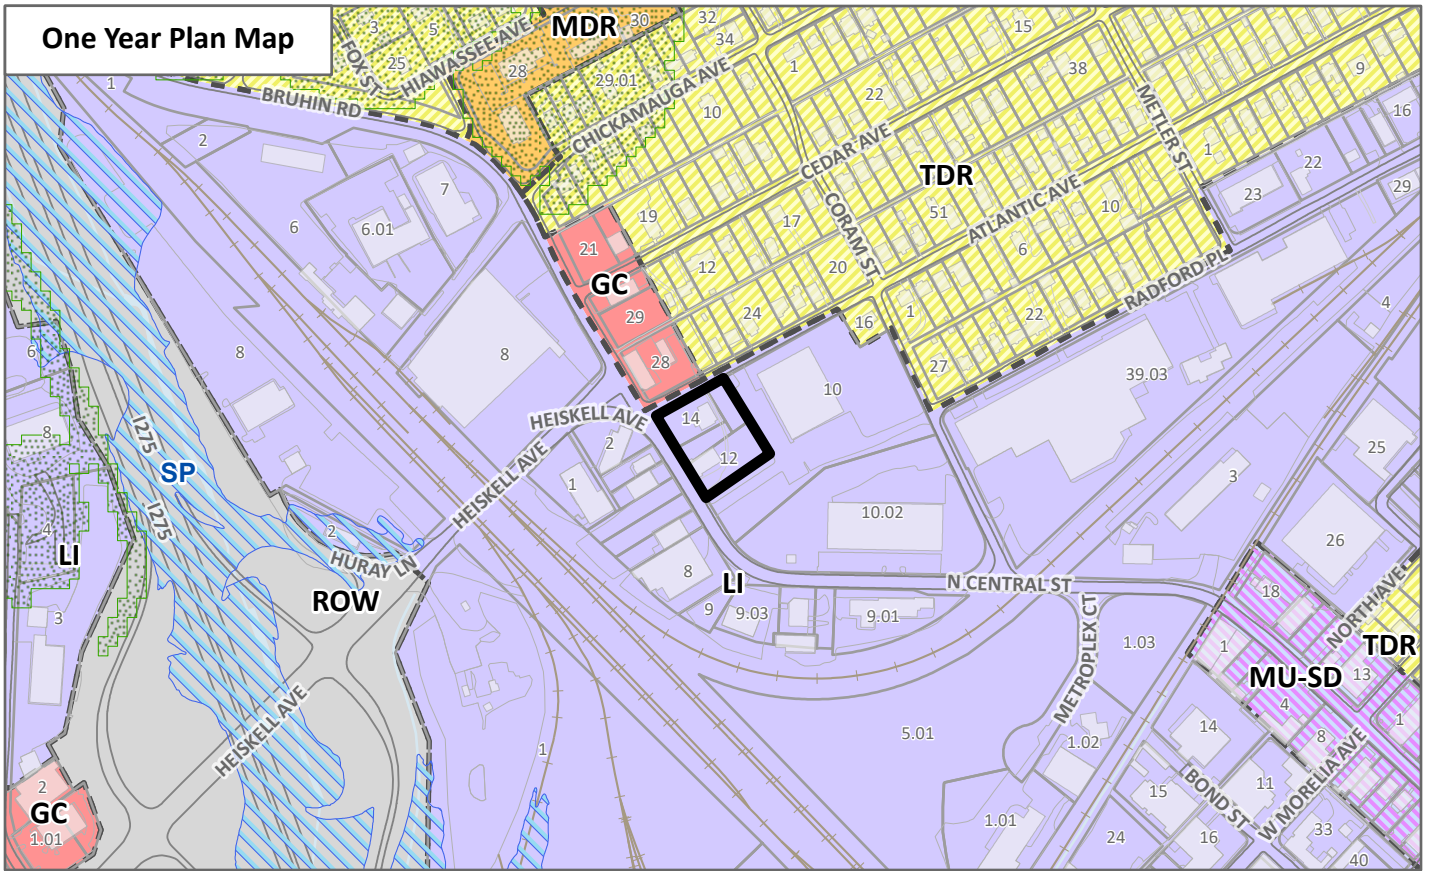 One Year Plan Map
MDR
30
32
34
15
3
5
25
28
29.01
1
38
9
FOX ST
HIAWASSEE AVE
CHICKAMAUGA AVE
BRUHIN RD
1
10
22
METLER ST
16
2
CEDAR AVE
1
22
7
TDR
23
29
6
6.01
19
17
CORAM ST
51
ATLANTIC AVE
10
21
6
GC
12
20
RADFORD PL
4
29
24
16
1
22
6
8
8
28
27
10
39.03
HEISKELL AVE
14
8
I275
2
12
25
SP
HEISKELL AVE
1
3
10.02
I275
4
2
26
LI
HURAY LN
8
LI
N CENTRAL ST
ROW
18
NORTH AVE
3
9
9.03
9.01
METROPLEX CT
1.03
1
TDR
MU-SD
13
4
1
HEISKELL AVE
1
5.01
1.02
14
8
2
GC
1.01
15
BOND ST
11
W MORELIA AVE
1.01
24
16
33
40